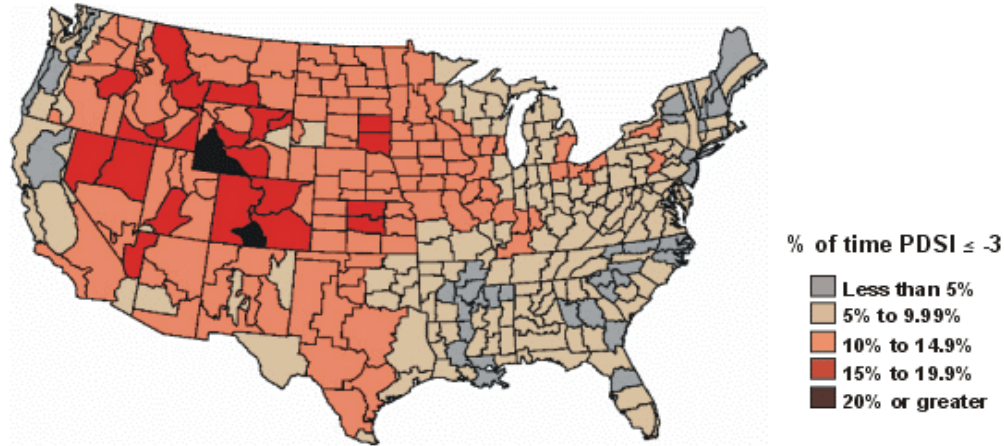 % of time PDSI ≤ -3
Less than 5%
5% to 9.99%
10% to 14.9%
15% to 19.9%
20% or greater